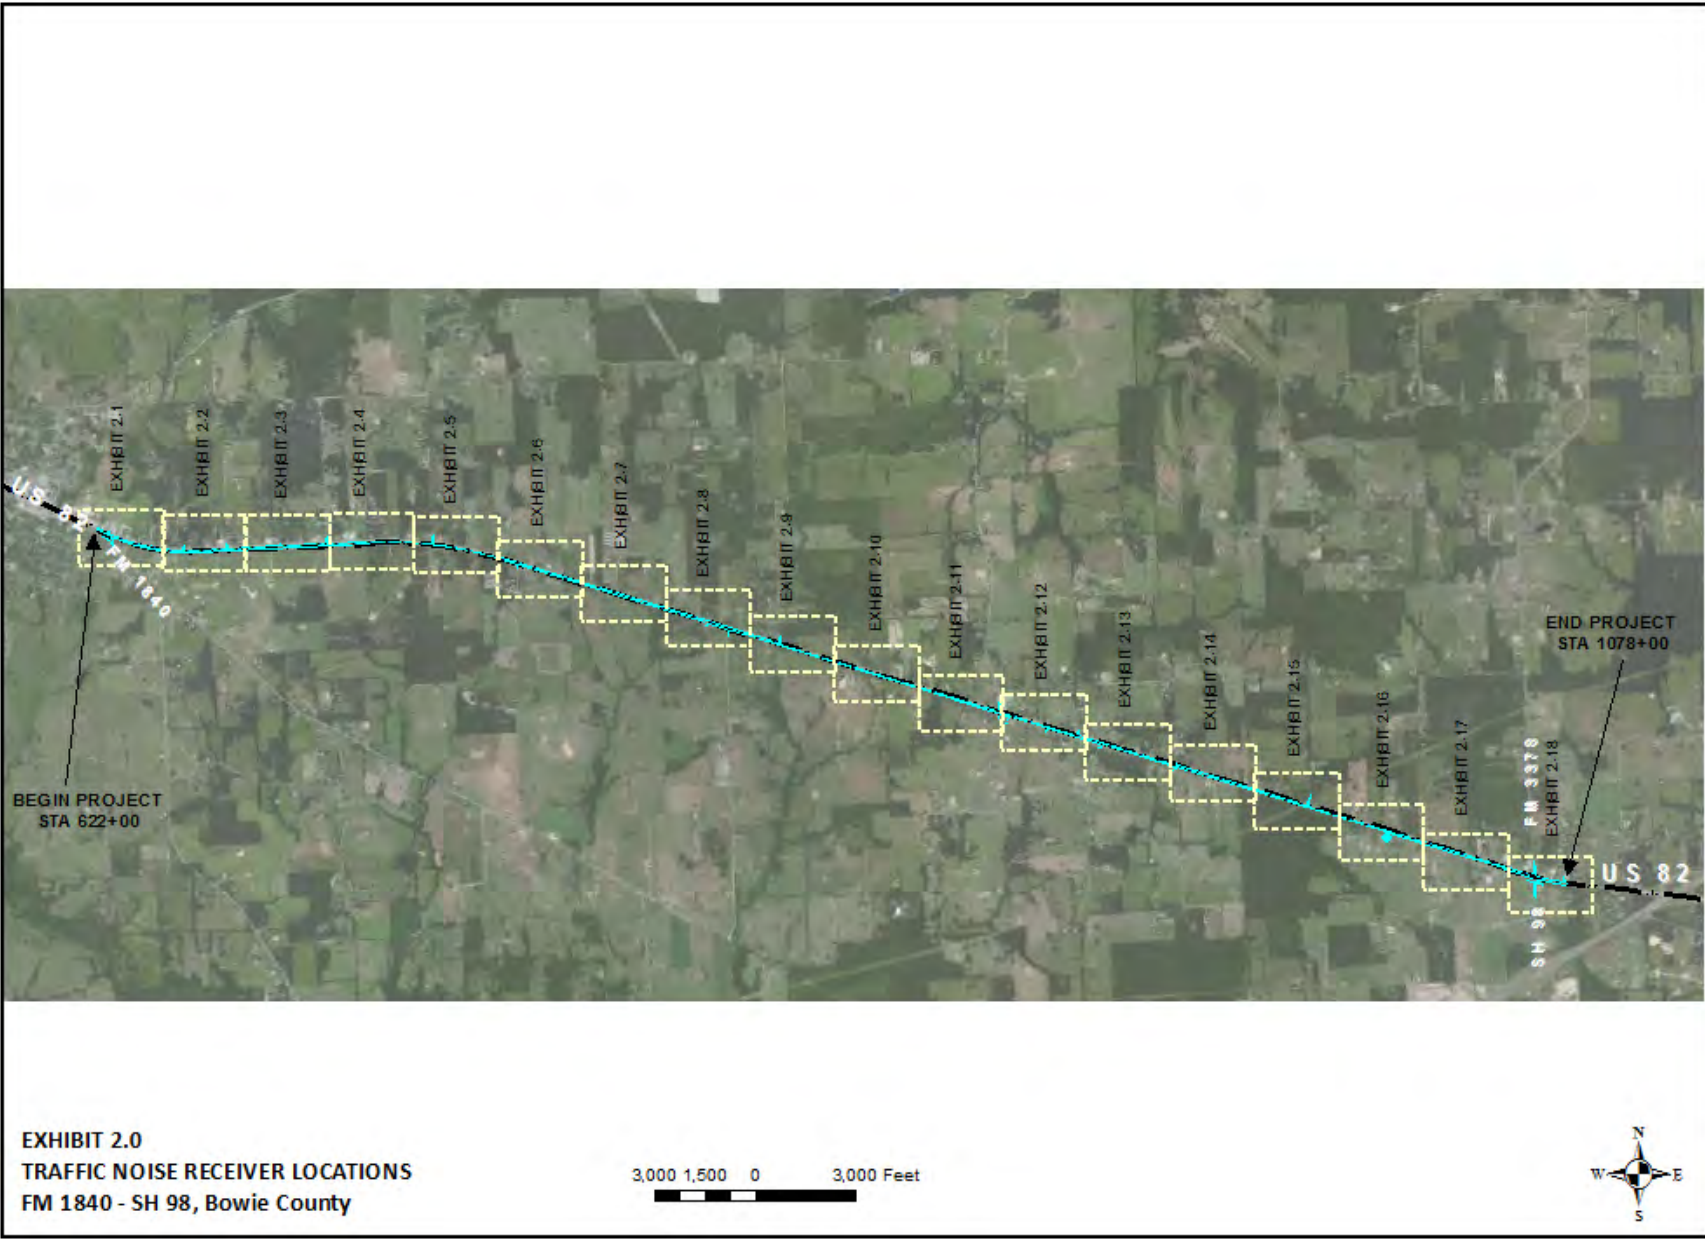 EXHIBIT 2-1
EXHIBIT 2-2
EXHIBIT 2-3
EXHIBIT 2-4
EXHIBIT 2-5
EXHIBIT 2-6
EXHIBIT 2-7
EXHIBIT 2-8
EXHIBIT 2-9
EXHIBIT 2-10
EXHIBIT 2-11
EXHIBIT 2-12
EXHIBIT 2-13
EXHIBIT 2-14
EXHIBIT 2-15
EXHIBIT 2-16
EXHIBIT 2-17
EXHIBIT 2-18
US 82
FM 1840
BEGIN PROJECT
STA 622+00
END PROJECT
STA 1078+00
FM 3378
SH 98
US 82
EXHIBIT 2.0
TRAFFIC NOISE RECEIVER LOCATIONS
FM 1840 - SH 98, Bowie County
3,000 1,500 0 3,000 Feet
N
W E
S